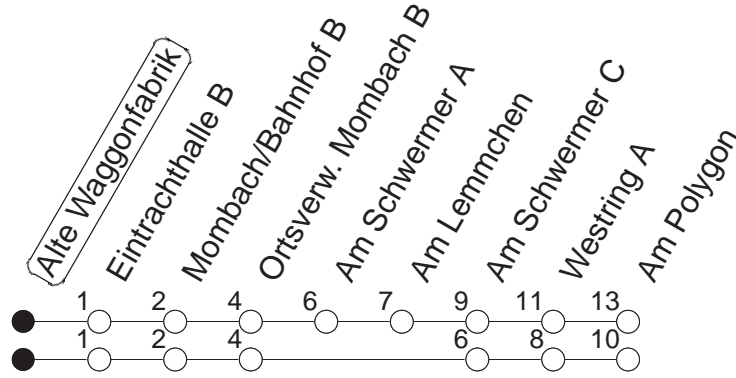 Alte Waggonfabrik
Eintrachthalle B
Mombach/Bahnhof B
Ortsverw. Mombach B
Am Schwermer A
Am Lemmchen
Am Schwermer C
Westring A
Am Polygon
1 2 4 6 7 9 11 13
1 2 4 6 8 10